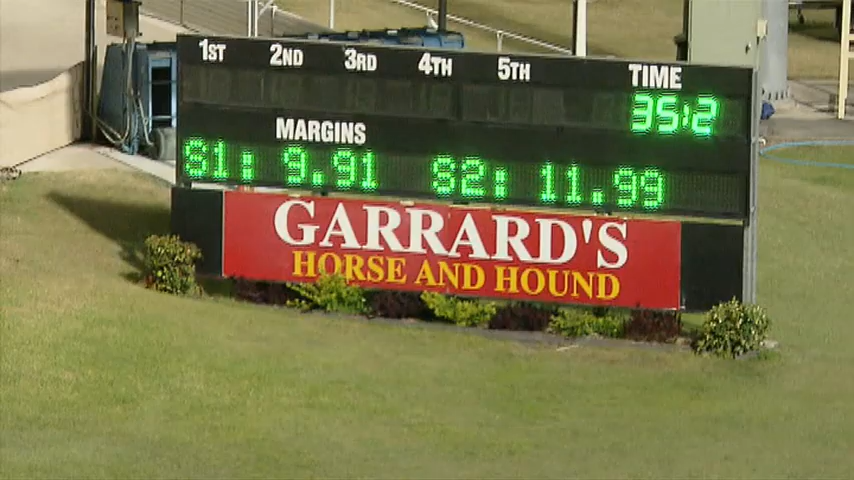 1ST 2ND 3RD 4TH 5TH TIME
35:2
MARGINS
S1: 9.91 S2: 11.99
GARRARD'S
HORSE AND HOUND